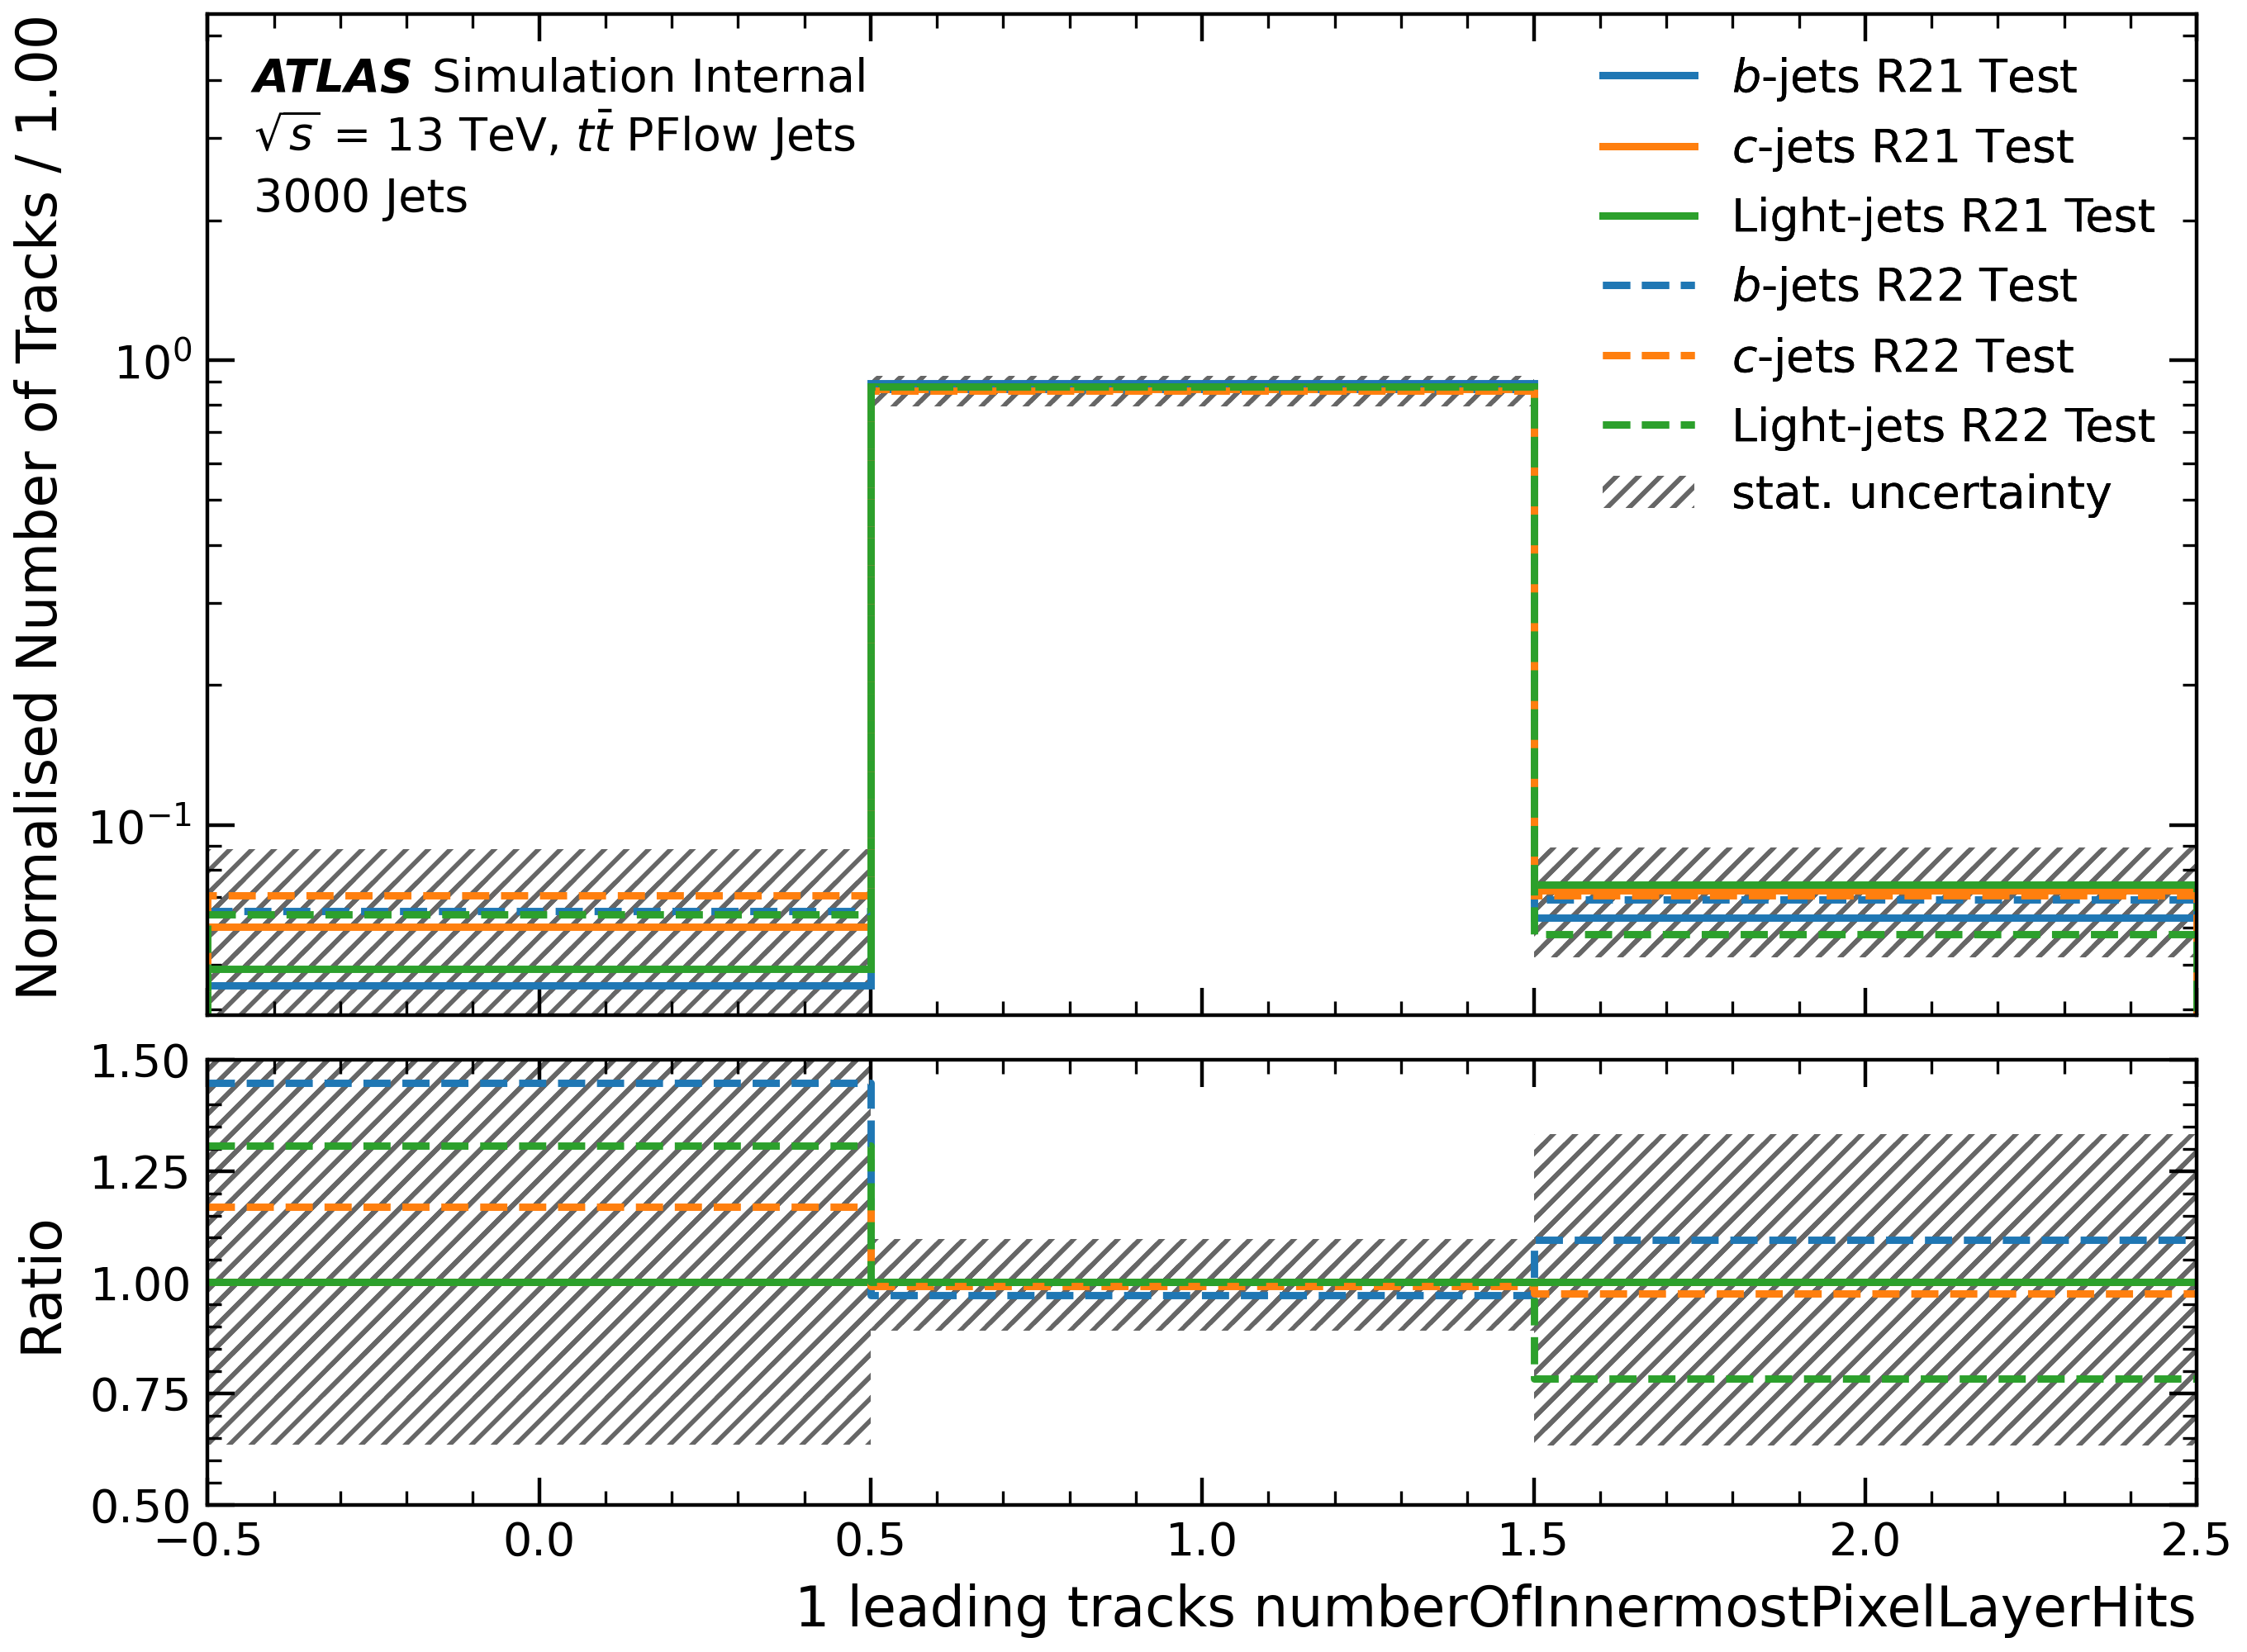 ATLAS Simulation Internal
√s = 13 TeV, tt̄ PFlow Jets
3000 Jets
b-jets R21 Test
c-jets R21 Test
Light-jets R21 Test
b-jets R22 Test
c-jets R22 Test
Light-jets R22 Test
stat. uncertainty
Normalised Number of Tracks / 1.00
10⁰
10⁻¹
Ratio
1.50
1.25
1.00
0.75
0.50
−0.5 0.0 0.5 1.0 1.5 2.0 2.5
1 leading tracks numberOfInnermostPixelLayerHits